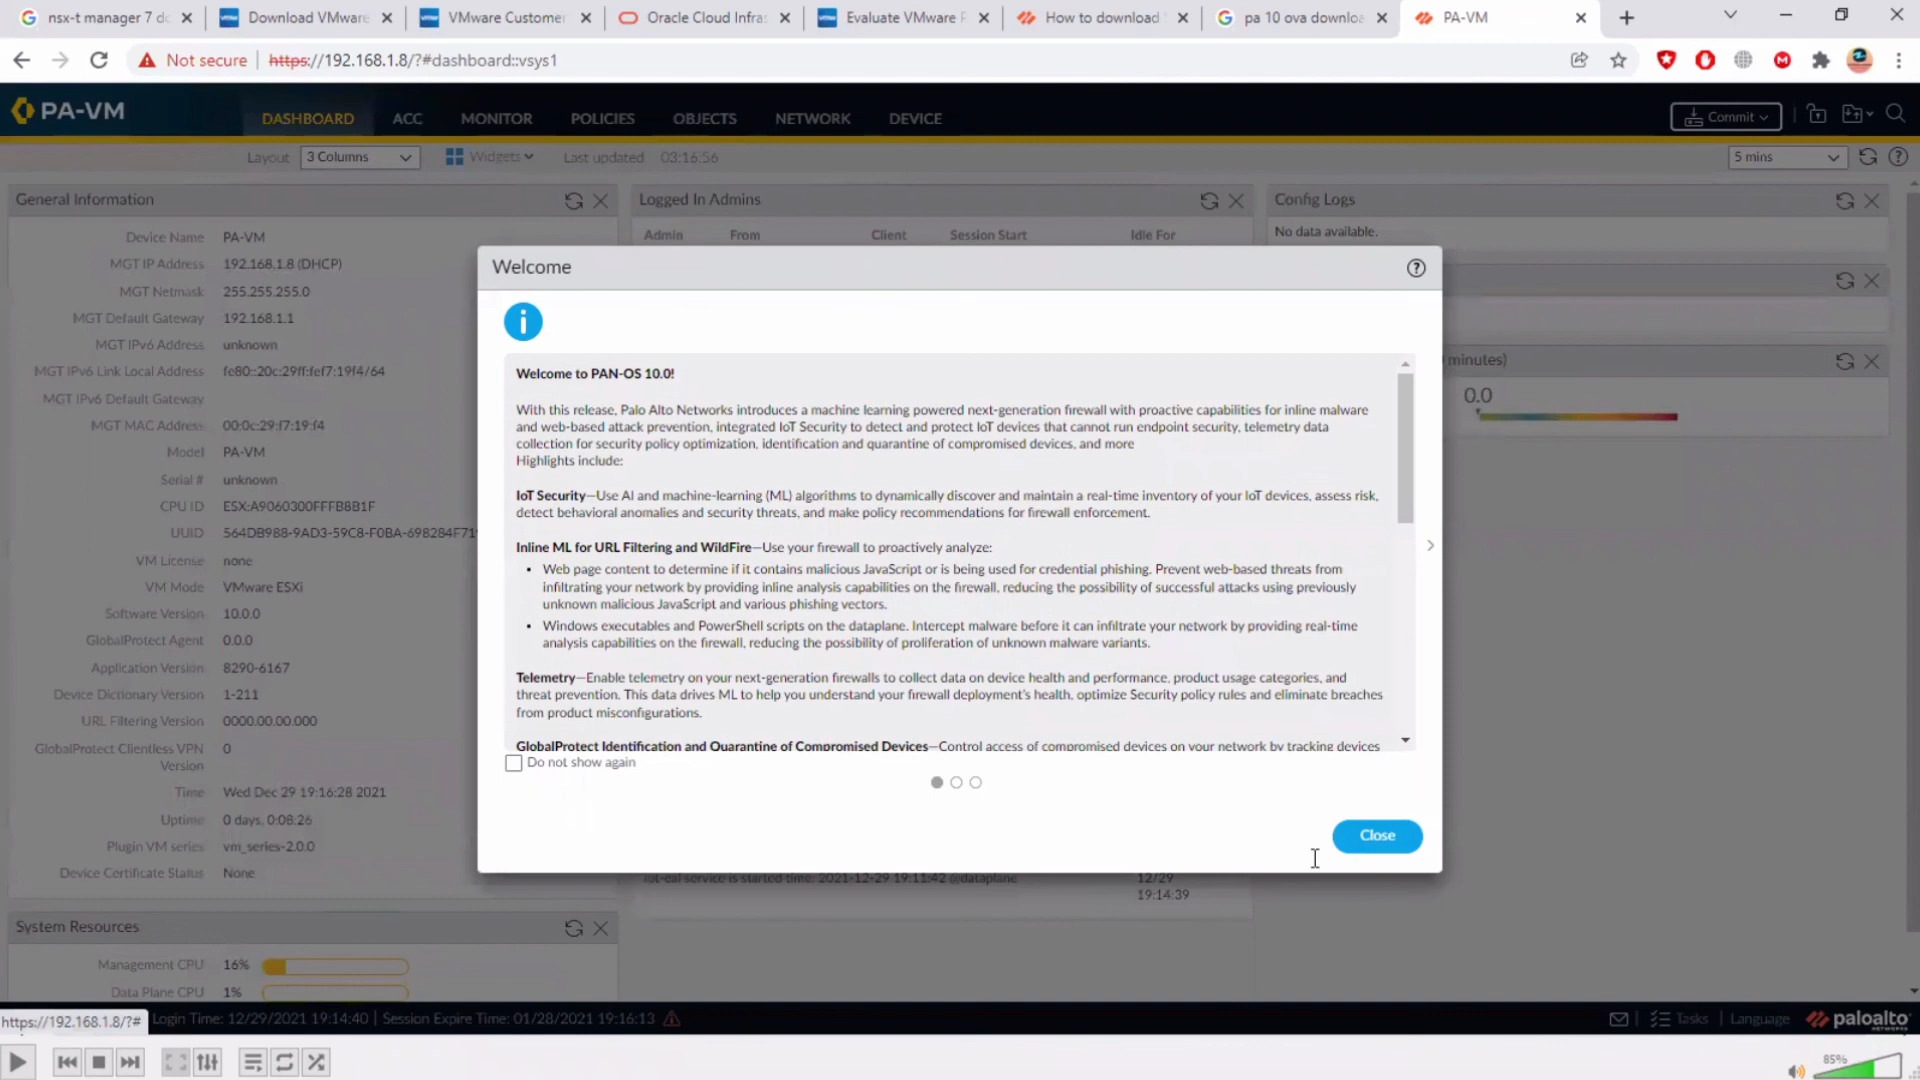 nsx-t manager 7 do
Download VMware
VMware Customer
Oracle Cloud Infras
Evaluate VMware P
How to download
pa 10 ova downloa
PA-VM
Not secure
https://192.168.1.8/?#dashboard::vsys1
PA-VM
DASHBOARD
ACC
MONITOR
POLICIES
OBJECTS
NETWORK
DEVICE
Commit
Layout 3 Columns
Widgets
Last updated 03:16:56
5 mins
General Information
Device Name PA-VM
MGT IP Address 192.168.1.8 (DHCP)
MGT Netmask 255.255.255.0
MGT Default Gateway 192.168.1.1
MGT IPv6 Address unknown
MGT IPv6 Link Local Address fe80::20c:29ff:fef7:19f4/64
MGT IPv6 Default Gateway
MGT MAC Address 00:0c:29:f7:19:f4
Model PA-VM
Serial # unknown
CPU ID ESX:A9060300FFFB8B1F
UUID 564DB988-9AD3-59C8-F0BA-698284F719
VM License none
VM Mode VMware ESXi
Software Version 10.0.0
GlobalProtect Agent 0.0.0
Application Version 8290-6167
Device Dictionary Version 1-211
URL Filtering Version 0000.00.00.000
GlobalProtect Clientless VPN 0
Version
Time Wed Dec 29 19:16:28 2021
Uptime 0 days, 0:08:26
Plugin VM series vm_series-2.0.0
Device Certificate Status None
System Resources
Management CPU 16%
Data Plane CPU 1%
Logged In Admins
Admin From Client Session Start Idle For
Config Logs
No data available.
minutes)
0.0
Welcome
Welcome to PAN-OS 10.0!
With this release, Palo Alto Networks introduces a machine learning powered next-generation firewall with proactive capabilities for inline malware
and web-based attack prevention, integrated IoT Security to detect and protect IoT devices that cannot run endpoint security, telemetry data
collection for security policy optimization, identification and quarantine of compromised devices, and more
Highlights include:
IoT Security—Use AI and machine-learning (ML) algorithms to dynamically discover and maintain a real-time inventory of your IoT devices, assess risk,
detect behavioral anomalies and security threats, and make policy recommendations for firewall enforcement.
Inline ML for URL Filtering and WildFire—Use your firewall to proactively analyze:
• Web page content to determine if it contains malicious JavaScript or is being used for credential phishing. Prevent web-based threats from
infiltrating your network by providing inline analysis capabilities on the firewall, reducing the possibility of successful attacks using previously
unknown malicious JavaScript and various phishing vectors.
• Windows executables and PowerShell scripts on the dataplane. Intercept malware before it can infiltrate your network by providing real-time
analysis capabilities on the firewall, reducing the possibility of proliferation of unknown malware variants.
Telemetry—Enable telemetry on your next-generation firewalls to collect data on device health and performance, product usage categories, and
threat prevention. This data drives ML to help you understand your firewall deployment's health, optimize Security policy rules and eliminate breaches
from product misconfigurations.
GlobalProtect Identification and Quarantine of Compromised Devices—Control access of compromised devices on your network by tracking devices
Do not show again
Close
iot-eal service is started time: 2021-12-29 19:11:42 @dataplane 12/29
19:14:39
https://192.168.1.8/?#
Login Time: 12/29/2021 19:14:40 | Session Expire Time: 01/28/2021 19:16:13
Tasks | Language
paloalto
NETWORKS
85%